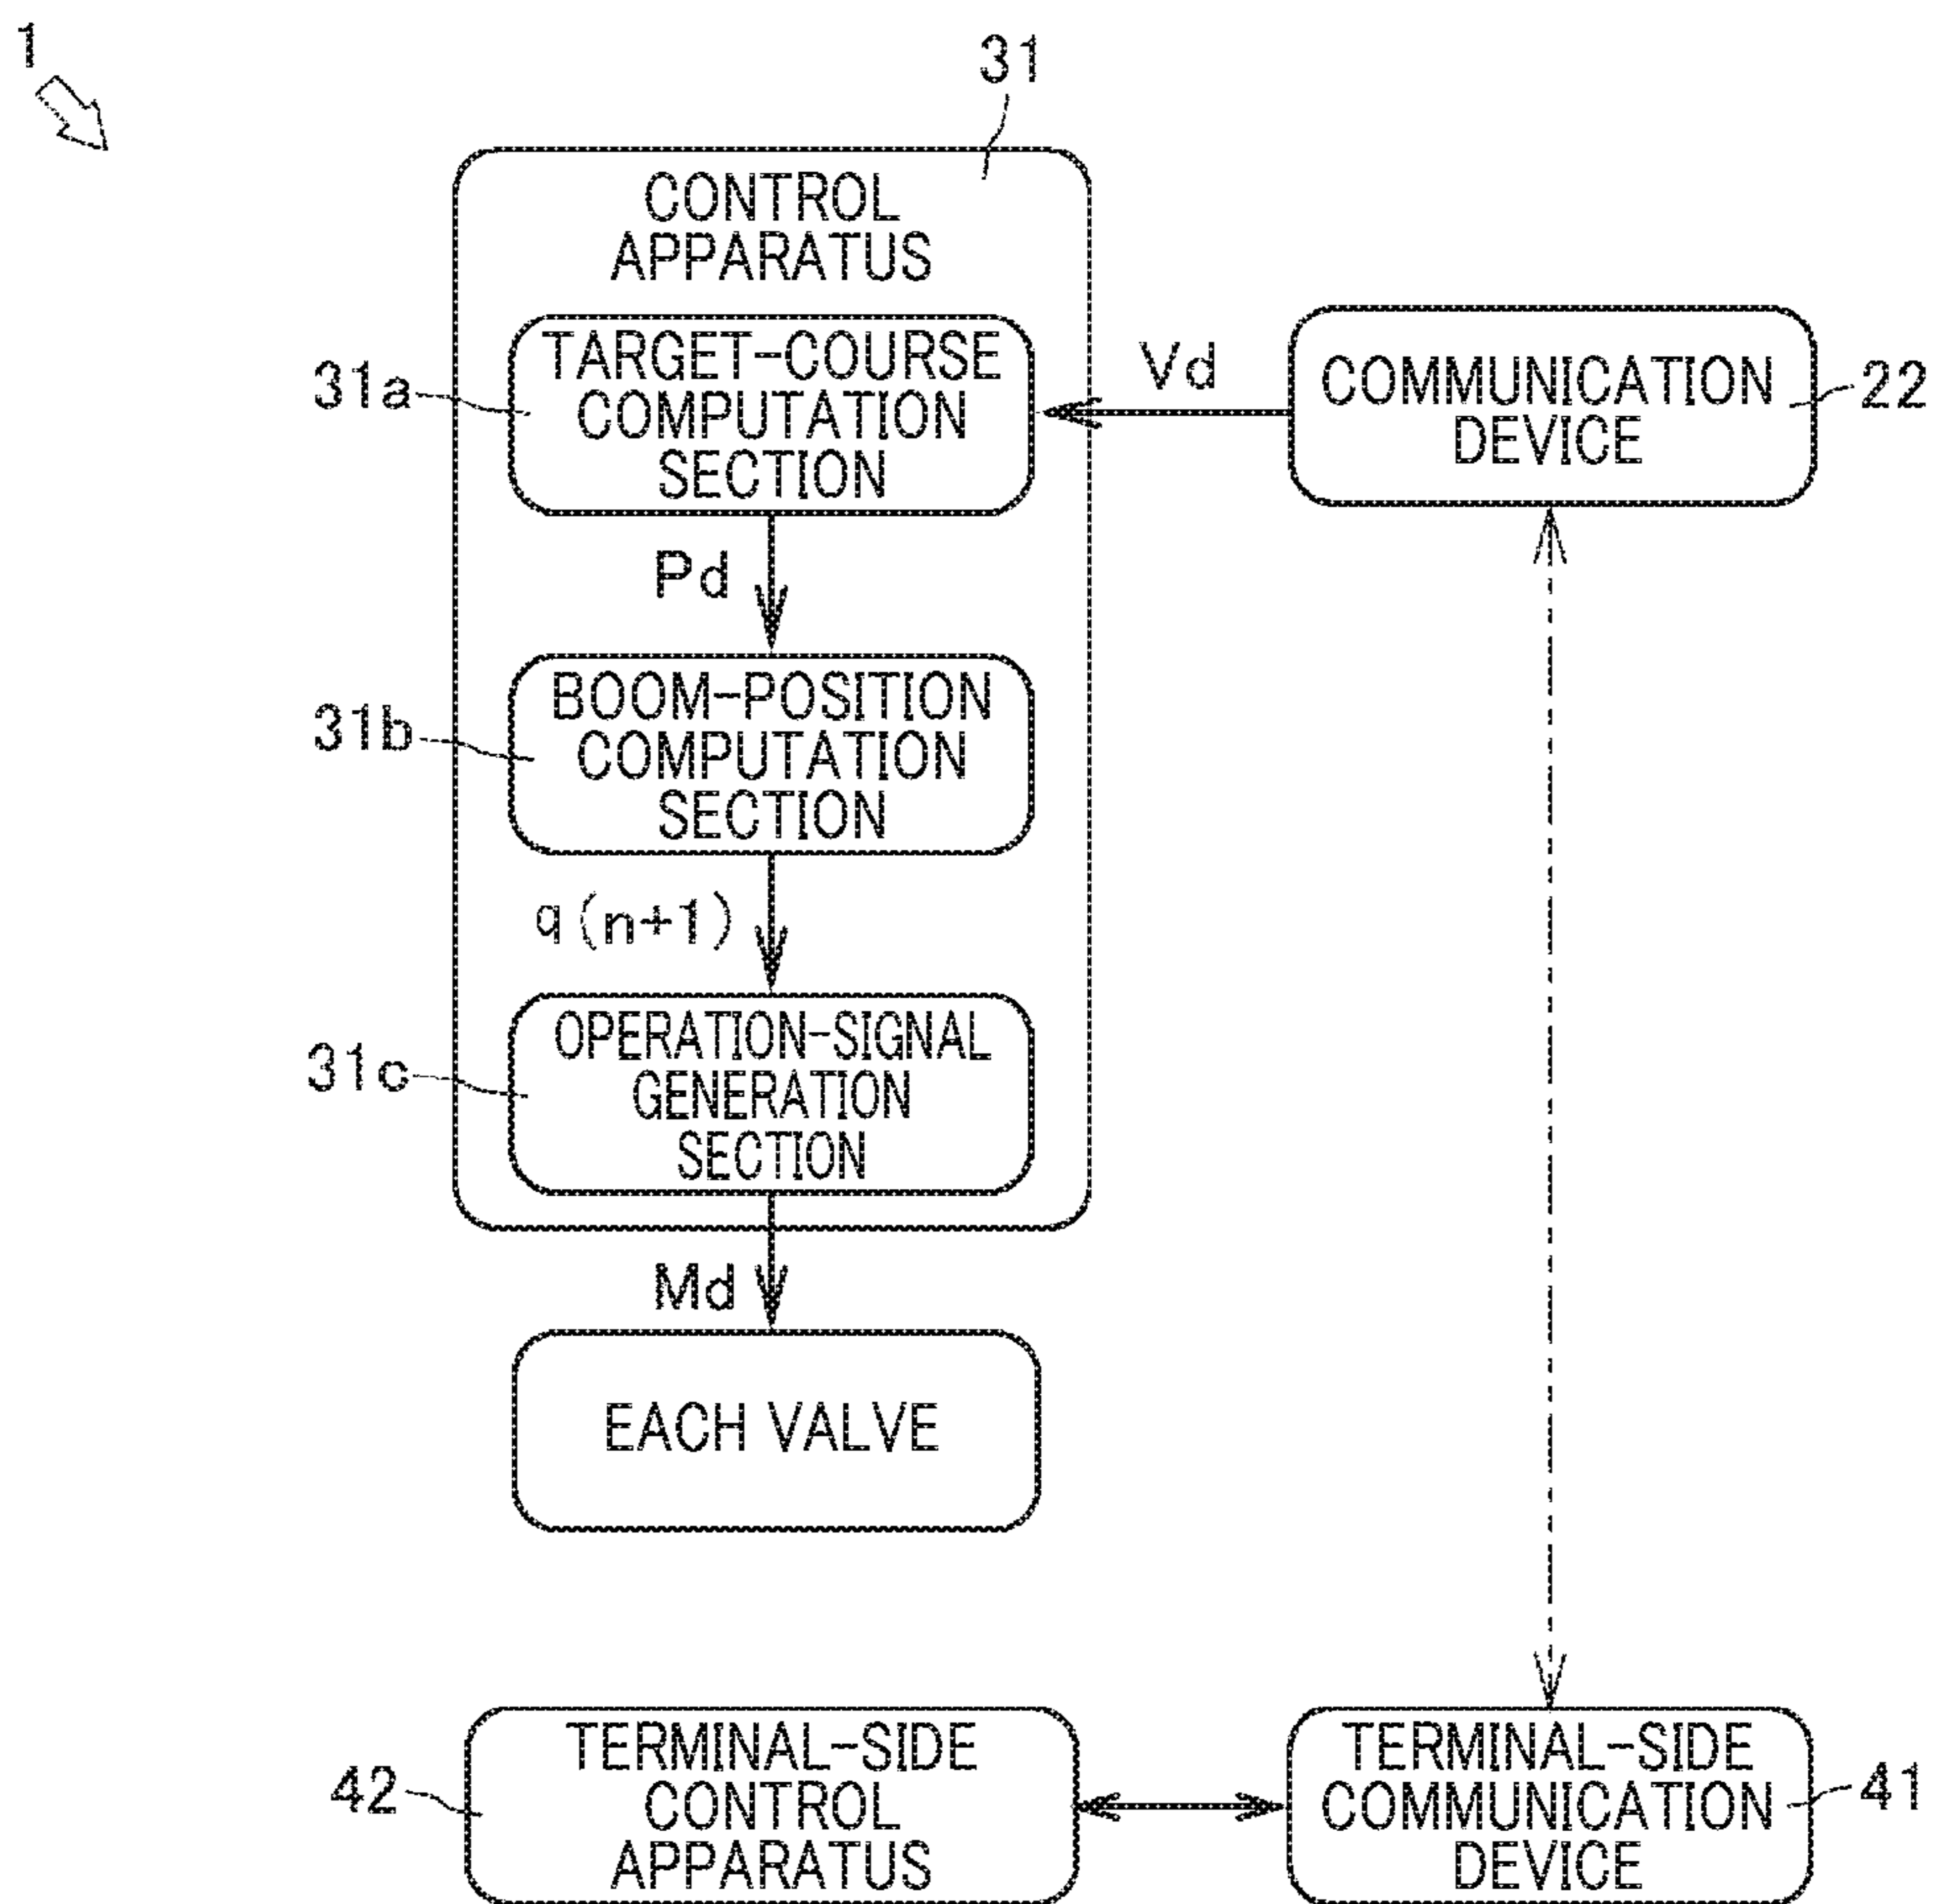 1
31
CONTROL
APPARATUS
31a
TARGET-COURSE
COMPUTATION
SECTION
Vd
COMMUNICATION
DEVICE
22
Pd
31b
BOOM-POSITION
COMPUTATION
SECTION
q(n+1)
31c
OPERATION-SIGNAL
GENERATION
SECTION
Md
EACH VALVE
42
TERMINAL-SIDE
CONTROL
APPARATUS
TERMINAL-SIDE
COMMUNICATION
DEVICE
41